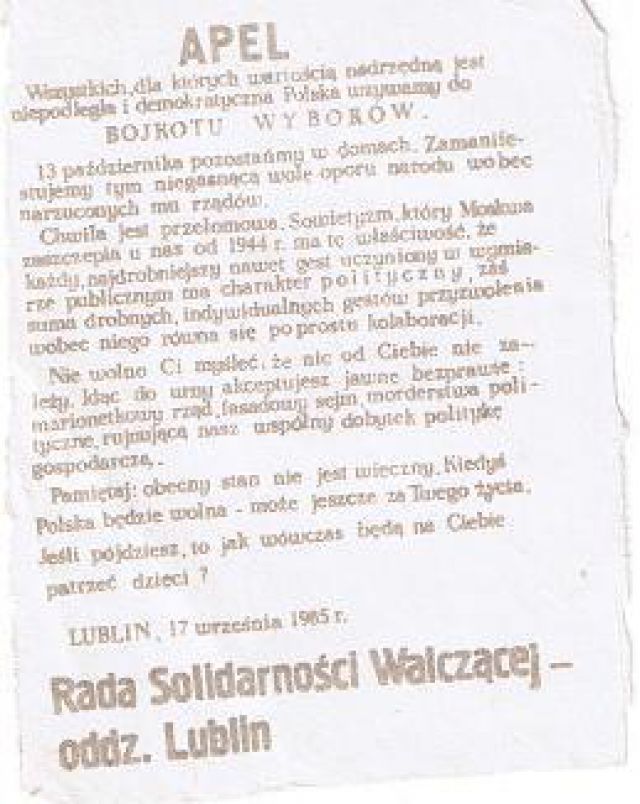 APEL
Wszystkich, dla których wartością nadrzędną jest
niepodległa i demokratyczna Polska wzywamy do
BOJKOTU WYBORÓW.
13 października pozostańmy w domach. Zamanife-
stujemy tym niegasnącą wolę oporu narodu wobec
narzuconych mu rządów.
Chwila jest przełomowa. Sowietyzm, który Moskwa
zaszczepia u nas od 1944 r. ma tę właściwość, że
każdy, najdrobniejszy nawet gest uczyniony w wymia-
rze publicznym ma charakter polityczny, zaś
suma drobnych, indywidualnych gestów przyzwolenia
wobec niego równa się po prostu kolaboracji.
Nie wolno Ci myśleć, że nic od Ciebie nie za-
leży. Idąc do urny akceptujesz jawne bezprawie:
marionetkowy rząd, fasadowy sejm morderstwa poli-
tyczne, rujnującą nasz wspólny dobytek politykę
gospodarczą.
Pamiętaj: obecny stan nie jest wieczny. Kiedyś
Polska będzie wolna - może jeszcze za Twego życia.
Jeśli pójdziesz, to jak wówczas będą na Ciebie
patrzeć dzieci?
LUBLIN, 17 września 1985 r.
Rada Solidarności Walczącej -
oddz. Lublin